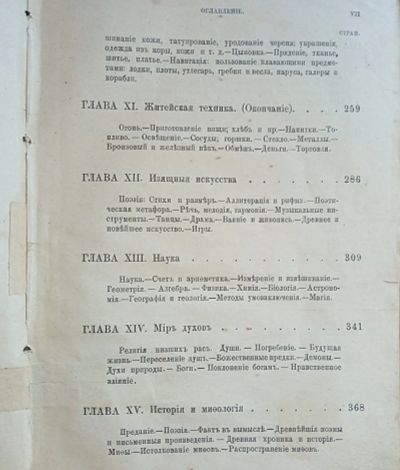 ОГЛАВЛЕНІЕ. VII
СТРАН.
шиваніе кожи, татуированіе, уродованіе черепа; украшенія,
одежда изъ коры, кожи и т. д.—Цыновка.—Пряденіе, тканье,
шитье, платье.—Навигація: пользованіе плавающими предме-
тами: лодки, плоты, аутлегаръ, гребки и весла, паруса, галеры и
корабли.
ГЛАВА XI. Житейская техника. (Окончаніе). . . . 259
Огонь.—Приготовленіе пищи; хлѣбъ и пр.—Напитки.—То-
пливо. — Освѣщеніе.—Сосуды; горшки. — Стекло.—Металлы.—
Бронзовый и желѣзный вѣкъ.—Обмѣнъ.—Деньги.—Торговля.
ГЛАВА XII. Изящныя искусства . . . . . . . 286
Поэзія: Стихи и размѣръ.—Аллитерація и риѳма.—Поэти-
ческая метафора.—Рѣчь, мелодія, гармонія.—Музыкальные ин-
струменты.—Танцы.—Драма.—Ваяніе и живопись.—Древнее и
новѣйшее искусство.—Игры.
ГЛАВА XIII. Наука . . . . . . . . . . 309
Наука.—Счетъ и ариѳметика.—Измѣреніе и взвѣшиваніе.—
Геометрія. — Алгебра. — Физика.—Химія.—Біологія.—Астроно-
мія.—Географія и геологія.—Методы умозаключенія.—Магія.
ГЛАВА XIV. Міръ духовъ . . . . . . . . 341
Религія низшихъ расъ. Души. — Погребеніе. — Будущая
жизнь.—Переселеніе душъ.—Божественные предки.—Демоны.—
Духи природы. — Боги. — Поклоненіе богамъ. — Нравственное
вліяніе.
ГЛАВА XV. Исторія и миѳологія . . . . . . . 368
Преданіе.—Поэзія.—Фактъ въ вымыслѣ.—Древнѣйшія поэмы
и письменныя произведенія. — Древняя хроника и исторія.—
Миѳы.—Истолкованіе миѳовъ.—Распространеніе миѳовъ.